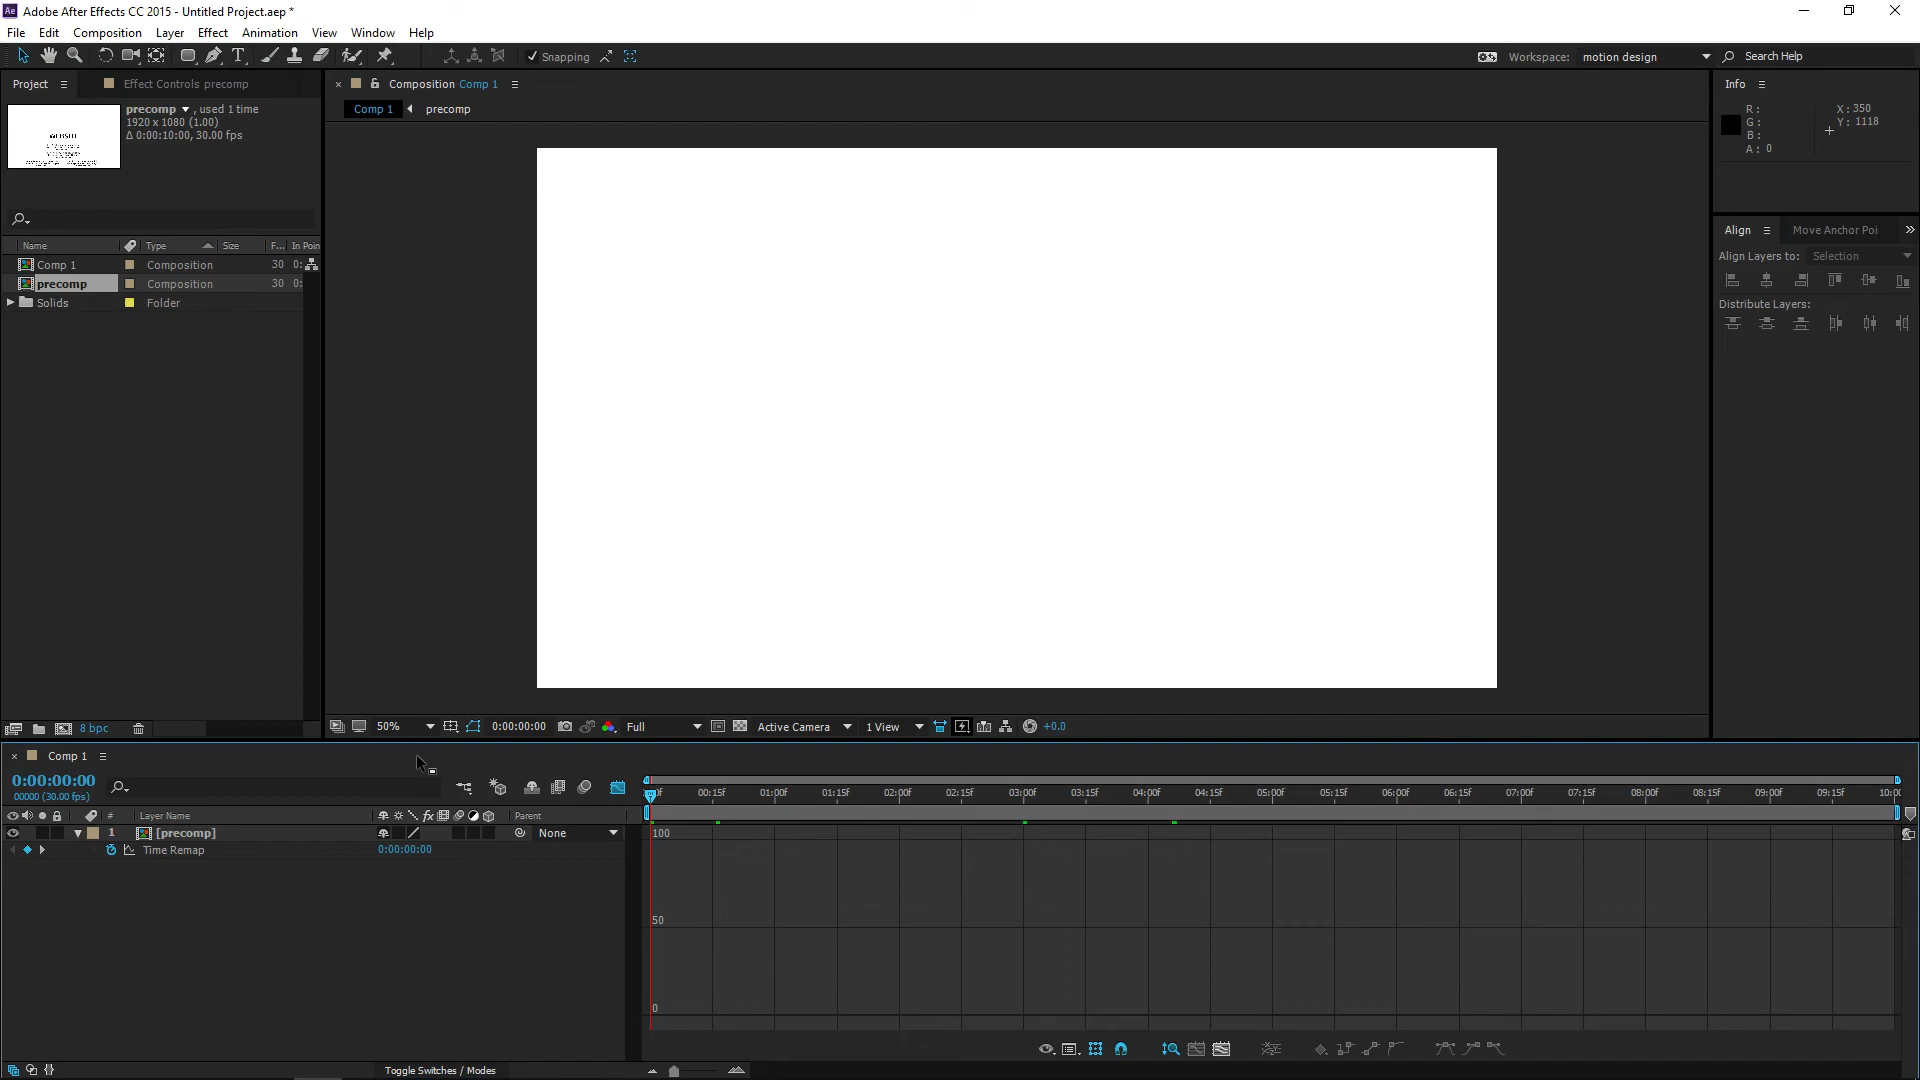 Adobe After Effects CC 2015 - Untitled Project.aep *
File Edit Composition Layer Effect Animation View Window Help
Snapping
Workspace: motion design
Search Help
Project
Effect Controls precomp
Composition Comp 1
Info
precomp , used 1 time
1920 x 1080 (1.00)
Δ 0:00:10:00, 30.00 fps
WEBSITE
Comp 1 precomp
R: X: 350
G: Y: 1118
B:
A: 0
Align Move Anchor Poi
Align Layers to: Selection
Distribute Layers:
Name Type Size F... In Poin
Comp 1 Composition 30 0:
precomp Composition 30 0:
Solids Folder
8 bpc
50% 0:00:00:00 Full Active Camera 1 View +0.0
Comp 1
0:00:00:00
00000 (30.00 fps)
# Layer Name Parent
1 [precomp] None
Time Remap 0:00:00:00
00:15f 01:00f 01:15f 02:00f 02:15f 03:00f 03:15f 04:00f 04:15f 05:00f 05:15f 06:00f 06:15f 07:00f 07:15f 08:00f 08:15f 09:00f 09:15f 10:00
100
50
0
Toggle Switches / Modes